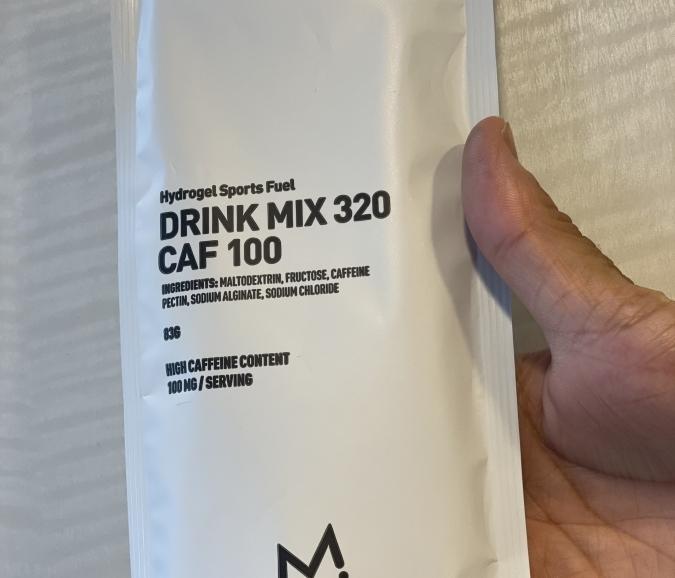 Hydrogel Sports Fuel
DRINK MIX 320
CAF 100
INGREDIENTS: MALTODEXTRIN, FRUCTOSE, CAFFEINE
PECTIN, SODIUM ALGINATE, SODIUM CHLORIDE
83G
HIGH CAFFEINE CONTENT
100 MG / SERVING